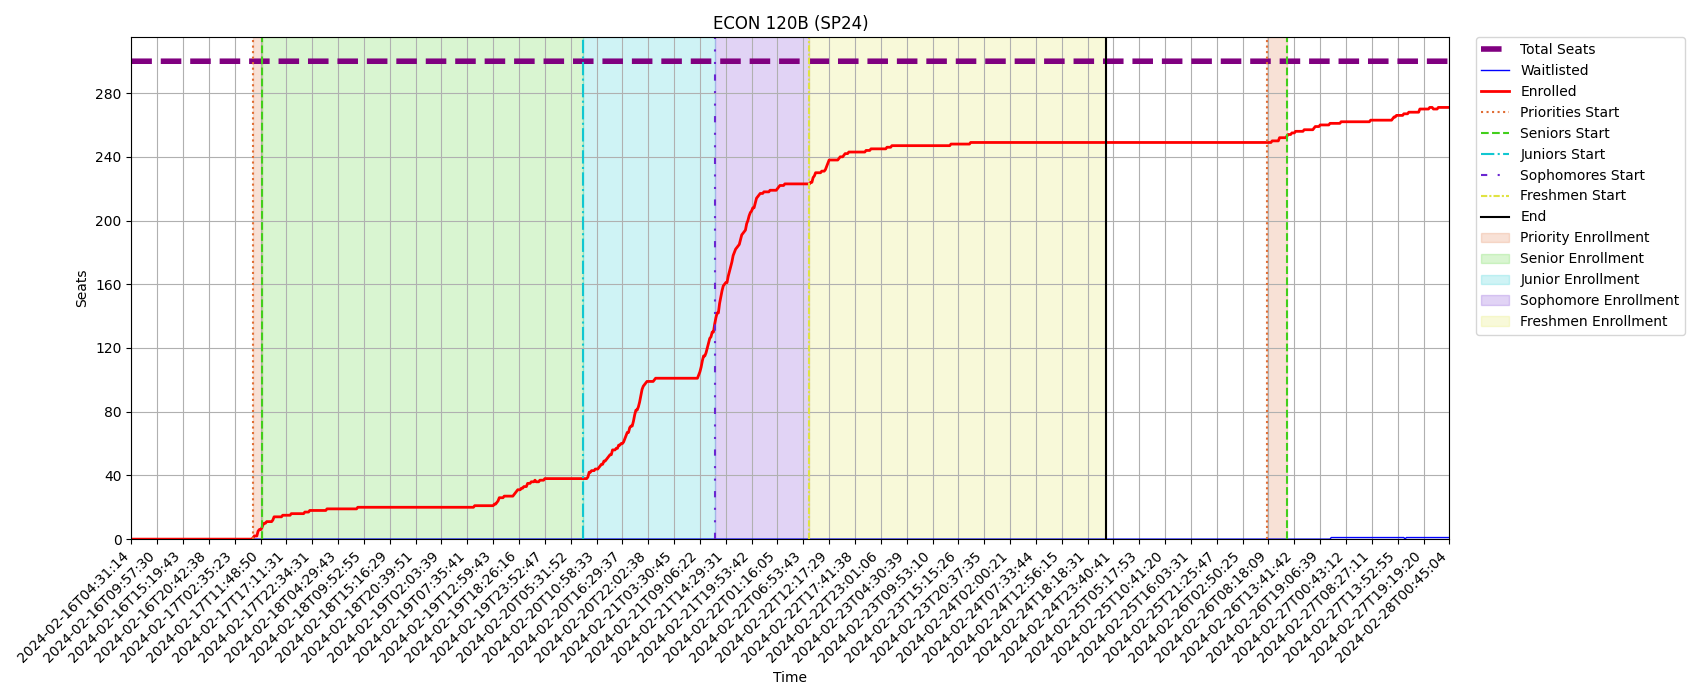 ECON 120B (SP24)
Total Seats
Waitlisted
Enrolled
Priorities Start
Seniors Start
Juniors Start
Sophomores Start
Freshmen Start
End
Priority Enrollment
Senior Enrollment
Junior Enrollment
Sophomore Enrollment
Freshmen Enrollment
Seats
280
240
200
160
120
80
40
0
2024-02-16T04:31:14
2024-02-16T09:57:30
2024-02-16T15:19:43
2024-02-16T20:42:38
2024-02-17T02:35:23
2024-02-17T11:48:50
2024-02-17T17:11:31
2024-02-17T22:34:31
2024-02-18T04:29:43
2024-02-18T09:52:55
2024-02-18T15:16:29
2024-02-18T20:39:51
2024-02-19T02:03:39
2024-02-19T07:35:41
2024-02-19T12:59:43
2024-02-19T18:26:16
2024-02-19T23:52:47
2024-02-20T05:31:52
2024-02-20T10:58:33
2024-02-20T16:29:37
2024-02-20T22:02:38
2024-02-21T03:30:45
2024-02-21T09:06:22
2024-02-21T14:29:31
2024-02-21T19:53:42
2024-02-22T01:16:05
2024-02-22T06:53:43
2024-02-22T12:17:29
2024-02-22T17:41:38
2024-02-22T23:01:06
2024-02-23T04:30:39
2024-02-23T09:53:10
2024-02-23T15:15:26
2024-02-23T20:37:35
2024-02-24T02:00:21
2024-02-24T07:33:44
2024-02-24T12:56:15
2024-02-24T18:18:31
2024-02-24T23:40:41
2024-02-25T05:17:53
2024-02-25T10:41:20
2024-02-25T16:03:31
2024-02-25T21:25:47
2024-02-26T02:50:25
2024-02-26T08:18:09
2024-02-26T13:41:42
2024-02-26T19:06:39
2024-02-27T00:43:12
2024-02-27T08:27:11
2024-02-27T13:52:55
2024-02-27T19:19:20
2024-02-28T00:45:04
Time